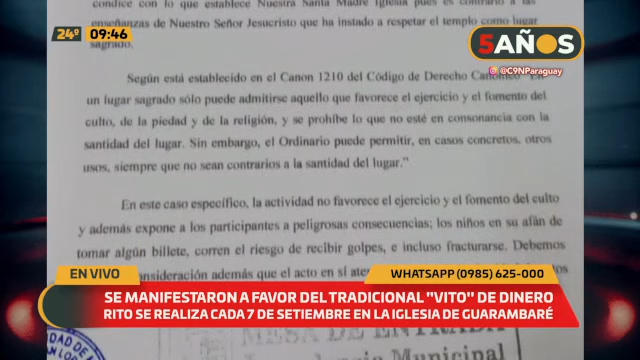 condice con lo que establece Nuestra Santa Madre Iglesia pues es contrario a las
24º
09:46
enseñanzas de Nuestro Señor Jesucristo que ha instado a respetar el templo como lugar
sagrado.
5AÑOS
@C9NParaguay
Según está establecido en el Canon 1210 del Código de Derecho Canónico. "En
un lugar sagrado sólo puede admitirse aquello que favorece el ejercicio y el fomento del
culto, de la piedad y de la religión, y se prohíbe lo que no esté en consonancia con la
santidad del lugar. Sin embargo, el Ordinario puede permitir, en casos concretos, otros
usos, siempre que no sean contrarios a la santidad del lugar."
En este caso específico, la actividad no favorece el ejercicio y el fomento del culto
y además expone a los participantes a peligrosas consecuencias; los niños en su afán de
tomar algún billete, corren el riesgo de recibir golpes, e incluso fracturarse. Debemos
consideración además que el acto en sí
EN VIVO
WHATSAPP (0985) 625-000
SE MANIFESTARON A FAVOR DEL TRADICIONAL "VITO" DE DINERO
RITO SE REALIZA CADA 7 DE SETIEMBRE EN LA IGLESIA DE GUARAMBARÉ
MESA DE ENTRADA
Municipal